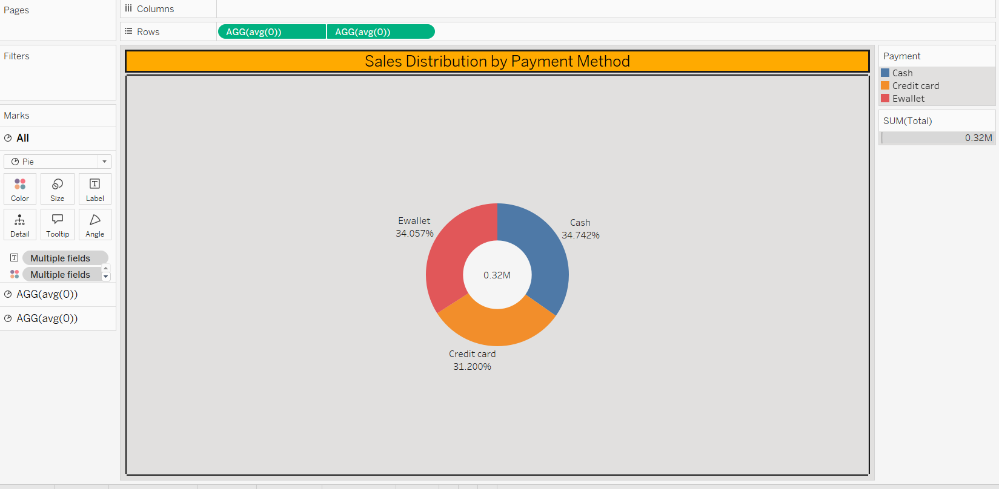 Pages
Columns
Rows
AGG(avg(0))
AGG(avg(0))
Filters
Marks
All
Pie
Color
Size
Label
Detail
Tooltip
Angle
Multiple fields
Multiple fields
AGG(avg(0))
AGG(avg(0))
Sales Distribution by Payment Method
Ewallet
34.057%
Cash
34.742%
0.32M
Credit card
31.200%
Payment
Cash
Credit card
Ewallet
SUM(Total)
0.32M